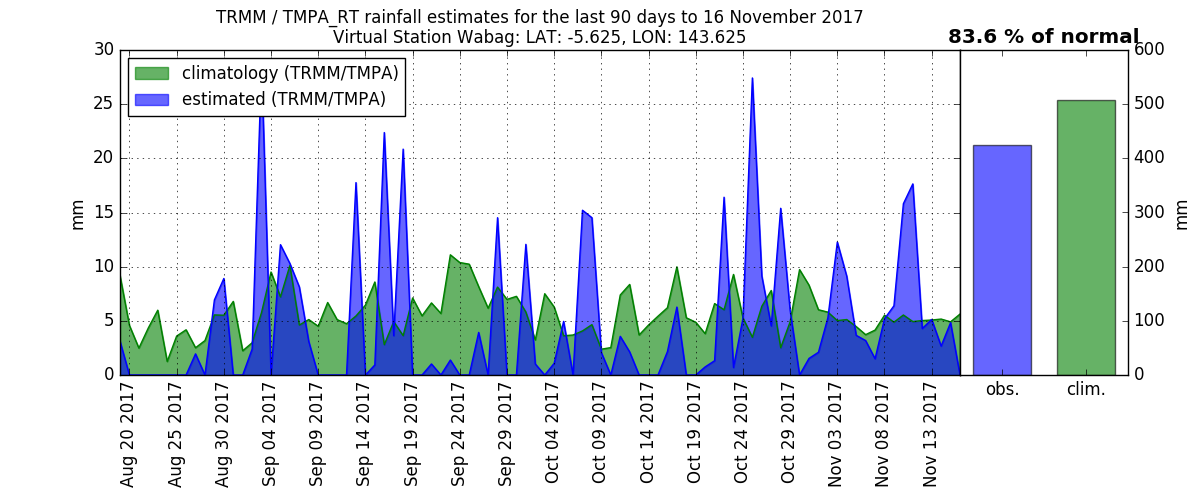 TRMM / TMPA_RT rainfall estimates for the last 90 days to 16 November 2017
Virtual Station Wabag: LAT: -5.625, LON: 143.625
83.6 % of normal
climatology (TRMM/TMPA)
estimated (TRMM/TMPA)
30
25
20
15
10
5
0
mm
600
500
400
300
200
100
0
mm
Aug 20 2017
Aug 25 2017
Aug 30 2017
Sep 04 2017
Sep 09 2017
Sep 14 2017
Sep 19 2017
Sep 24 2017
Sep 29 2017
Oct 04 2017
Oct 09 2017
Oct 14 2017
Oct 19 2017
Oct 24 2017
Oct 29 2017
Nov 03 2017
Nov 08 2017
Nov 13 2017
obs.
clim.